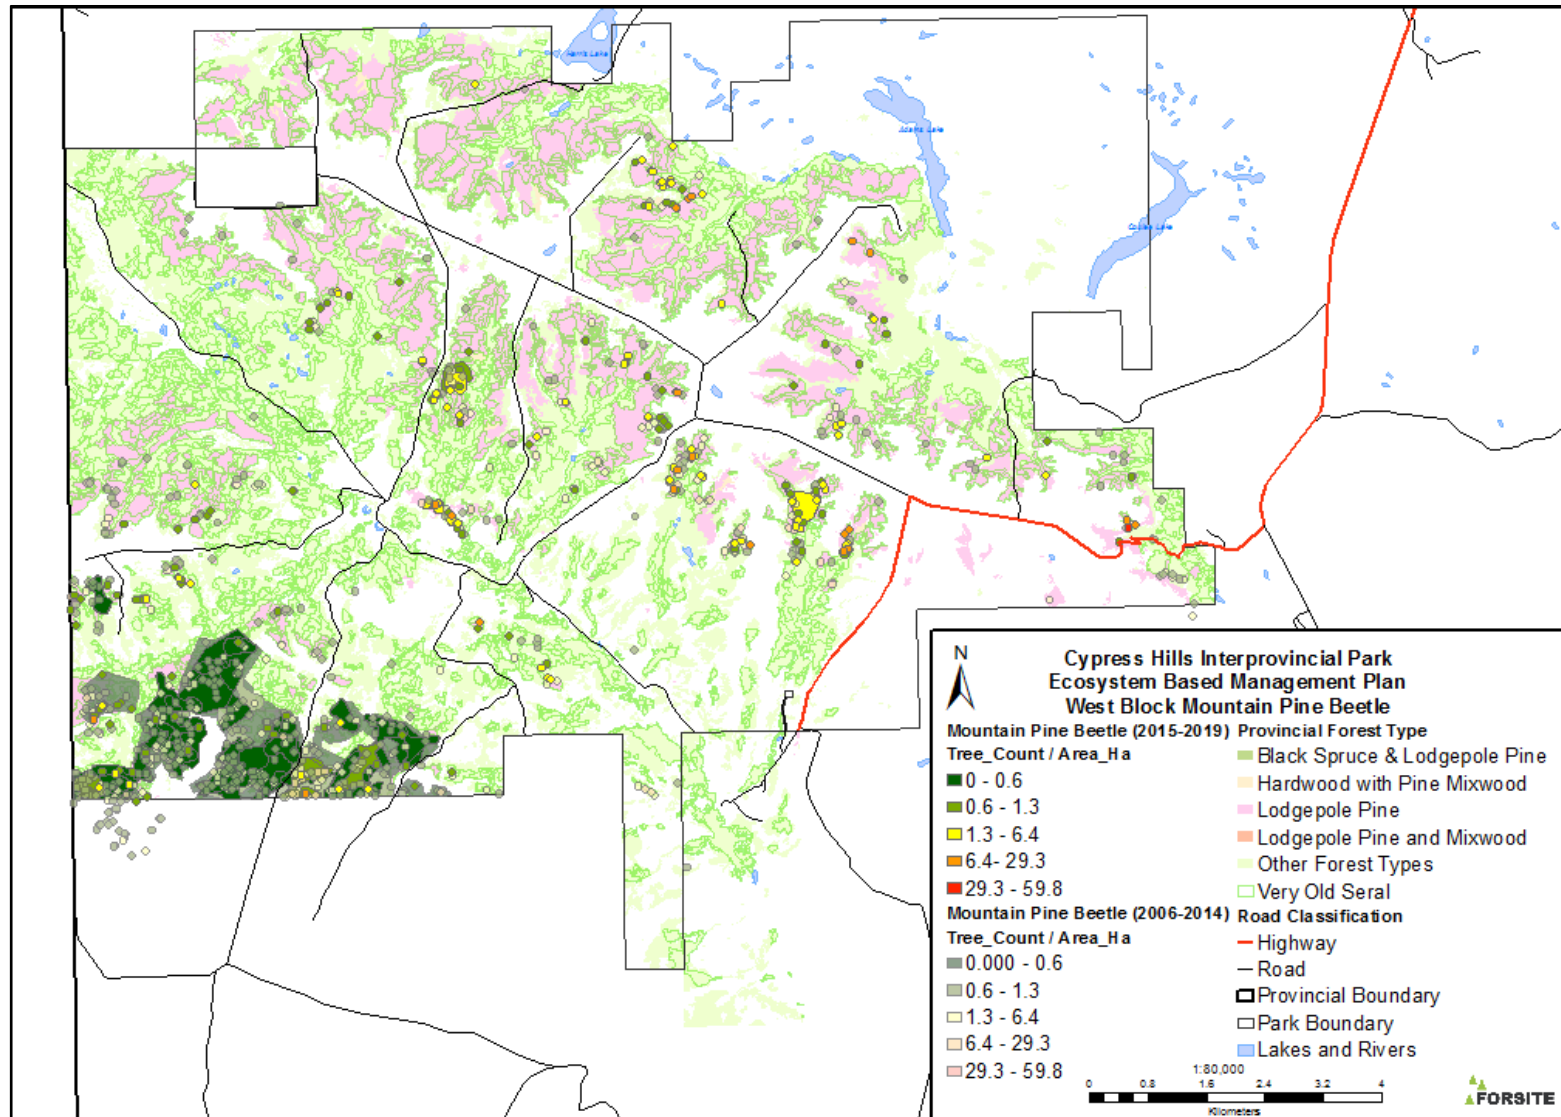 Harris Lake
Adams Lake
N
Cypress Hills Interprovincial Park
Ecosystem Based Management Plan
West Block Mountain Pine Beetle
Mountain Pine Beetle (2015-2019)
Tree_Count / Area_Ha
0 - 0.6
0.6 - 1.3
1.3 - 6.4
6.4- 29.3
29.3 - 59.8
Mountain Pine Beetle (2006-2014)
Tree_Count / Area_Ha
0.000 - 0.6
0.6 - 1.3
1.3 - 6.4
6.4 - 29.3
29.3 - 59.8
Provincial Forest Type
Black Spruce & Lodgepole Pine
Hardwood with Pine Mixwood
Lodgepole Pine
Lodgepole Pine and Mixwood
Other Forest Types
Very Old Seral
Road Classification
Highway
Road
Provincial Boundary
Park Boundary
Lakes and Rivers
1:80,000
0 0.8 1.6 2.4 3.2 4
Kilometers
FORSITE